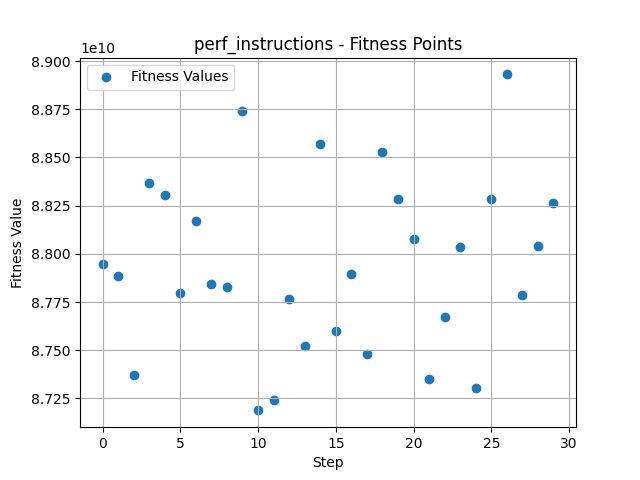 perf_instructions - Fitness Points
1e10
Fitness Values
8.900
8.875
8.850
8.825
8.800
8.775
8.750
8.725
Fitness Value
0 5 10 15 20 25 30
Step